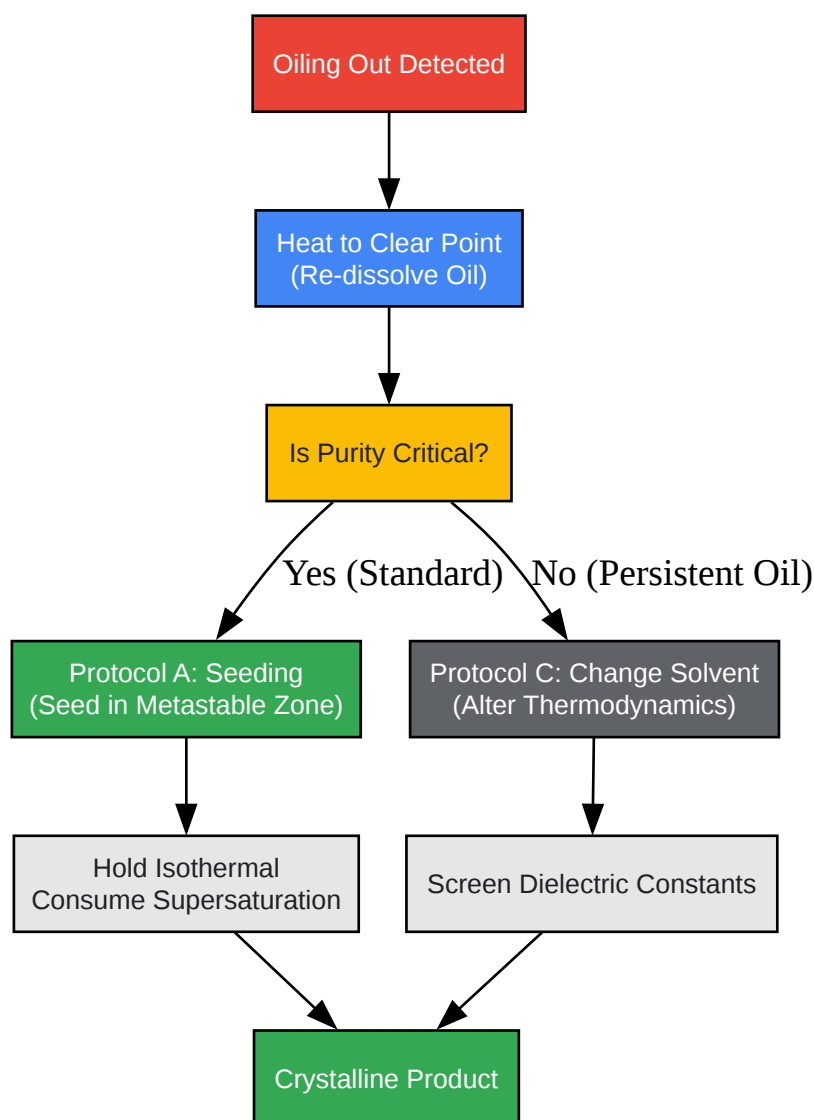 Oiling Out Detected
Heat to Clear Point
(Re-dissolve Oil)
Is Purity Critical?
Yes (Standard)
No (Persistent Oil)
Protocol A: Seeding
(Seed in Metastable Zone)
Protocol C: Change Solvent
(Alter Thermodynamics)
Hold Isothermal
Consume Supersaturation
Screen Dielectric Constants
Crystalline Product